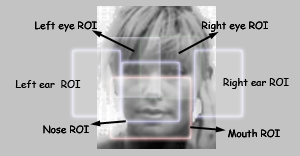 Left eye ROI
Right eye ROI
Left ear ROI
Right ear ROI
Nose ROI
Mouth ROI